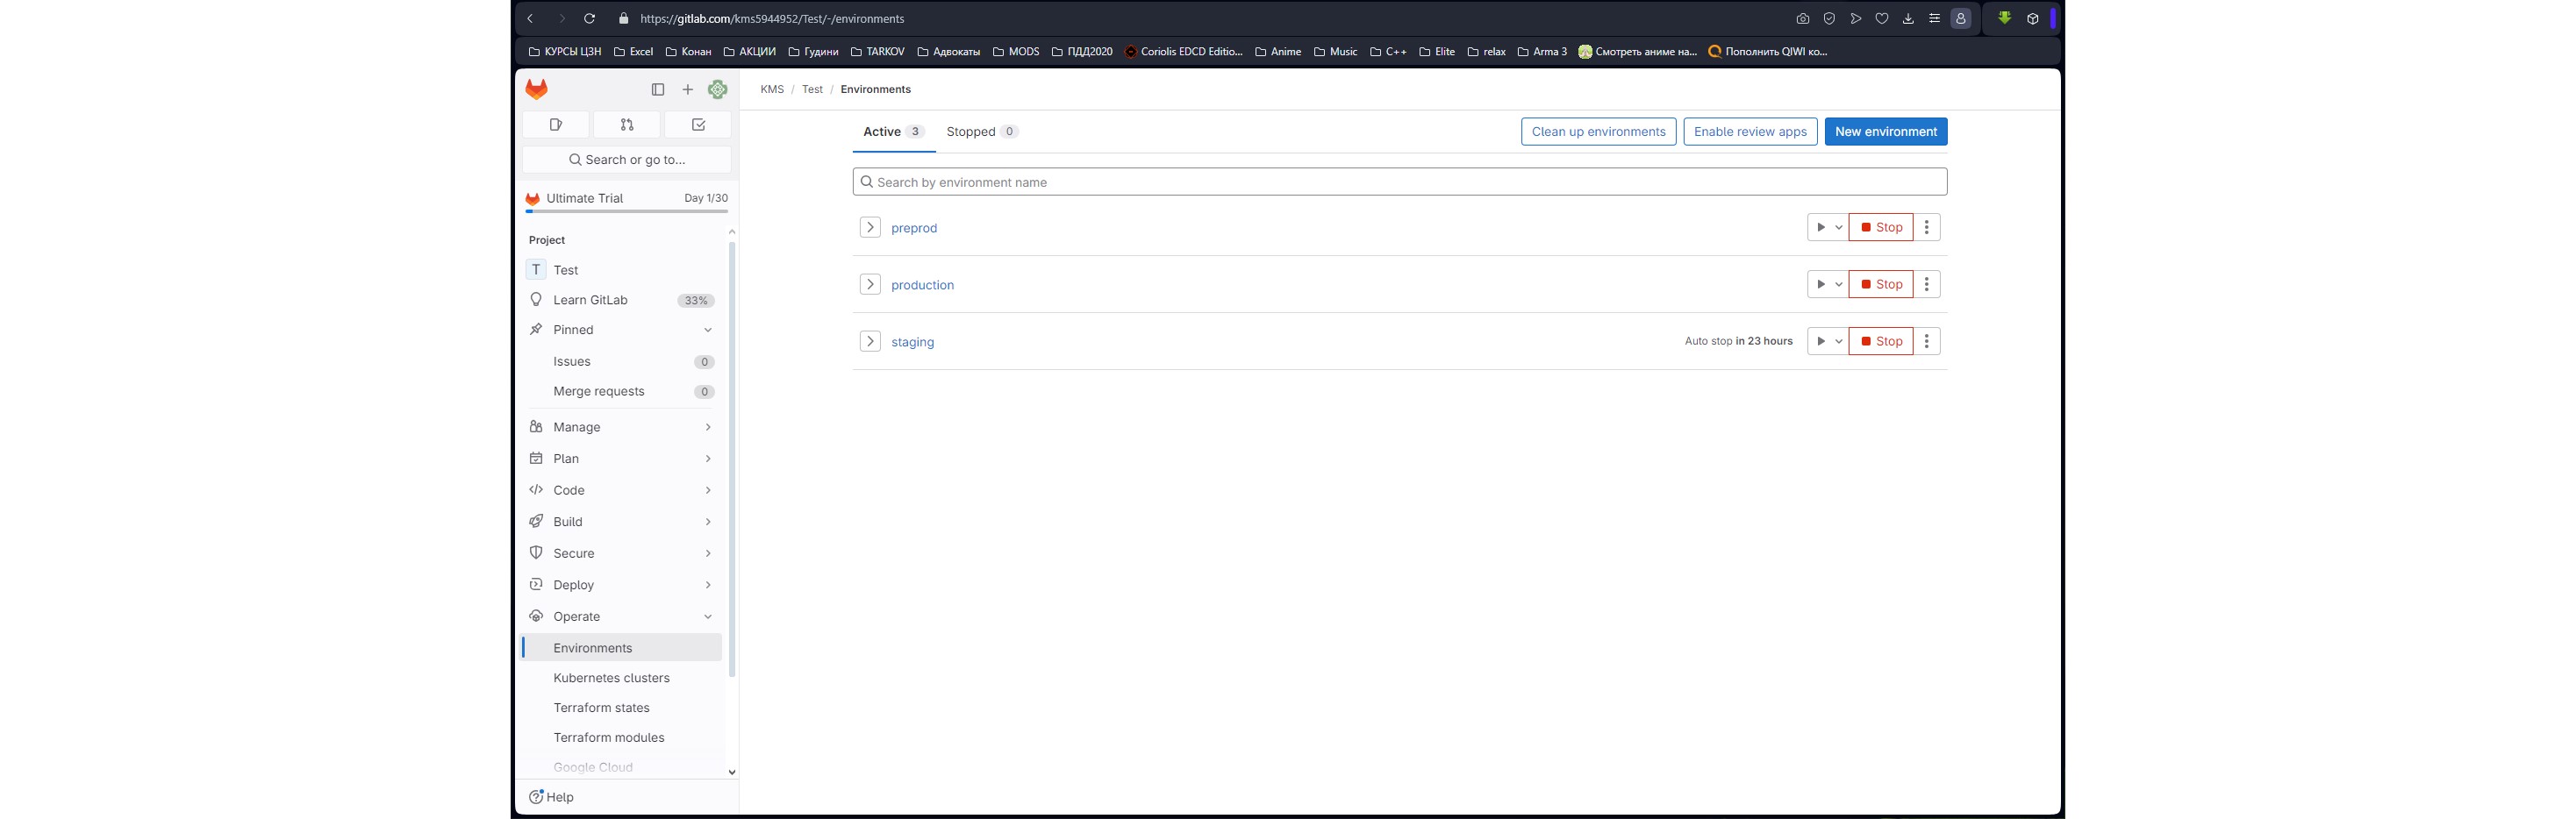 https://gitlab.com/kms5944952/Test/-/environments
КУРСЫ ЦЗН Excel Конан АКЦИИ Гудини TARKOV Адвокаты MODS ПДД2020 Coriolis EDCD Editio... Anime Music C++ Elite relax Arma 3 Смотреть аниме на... Пополнить QIWI ко...
KMS / Test / Environments
Active 3 Stopped 0 Clean up environments Enable review apps New environment
Search or go to...
Search by environment name
Ultimate Trial Day 1/30
preprod Stop
production Stop
staging Auto stop in 23 hours Stop
Project
T Test
Learn GitLab 33%
Pinned
Issues 0
Merge requests 0
Manage
Plan
Code
Build
Secure
Deploy
Operate
Environments
Kubernetes clusters
Terraform states
Terraform modules
Google Cloud
Help